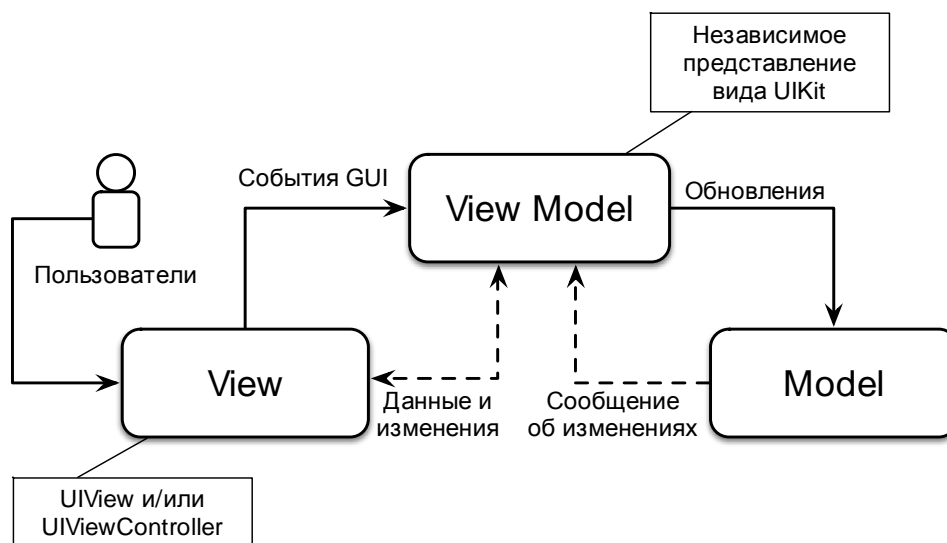 Независимое
представление
вида UIKit
События GUI
View Model
Обновления
Пользователи
View
Данные и
изменения
Сообщение
об изменениях
Model
UIView и/или
UIViewController